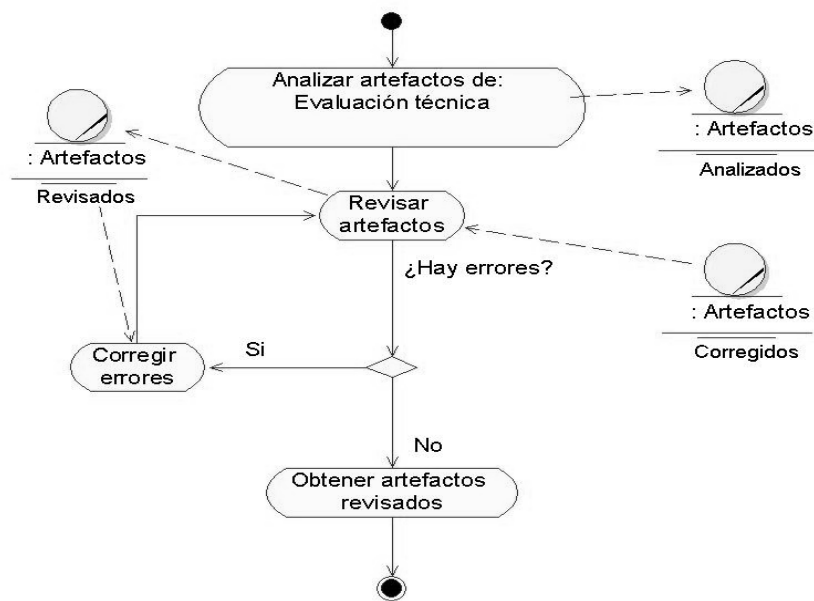 Analizar artefactos de:
Evaluación técnica
: Artefactos
Analizados
: Artefactos
Revisados
Revisar
artefactos
¿Hay errores?
: Artefactos
Corregidos
Corregir
errores
Si
No
Obtener artefactos
revisados